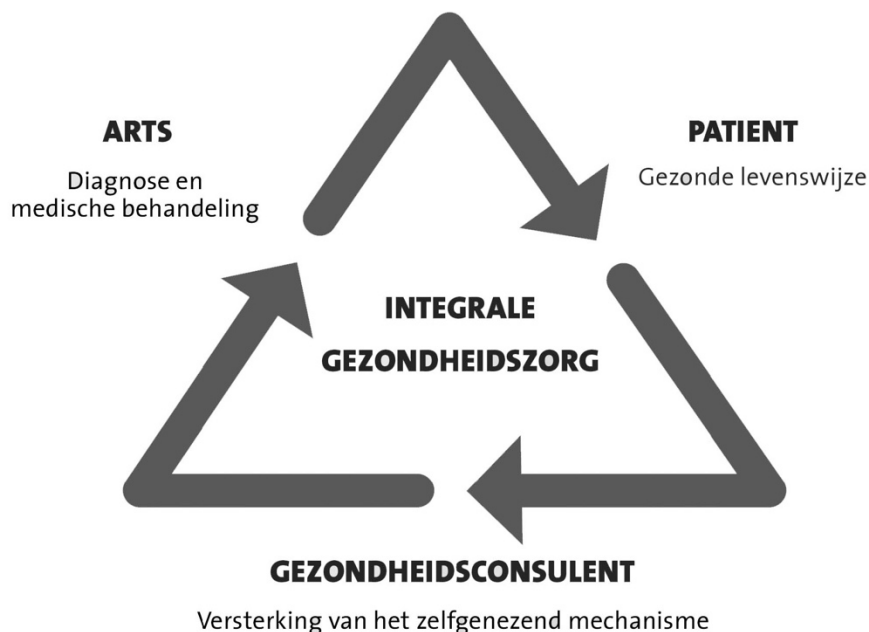 ARTS
Diagnose en
medische behandeling
PATIENT
Gezonde levenswijze
INTEGRALE
GEZONDHEIDSZORG
GEZONDHEIDSCONSULENT
Versterking van het zelfgenezend mechanisme